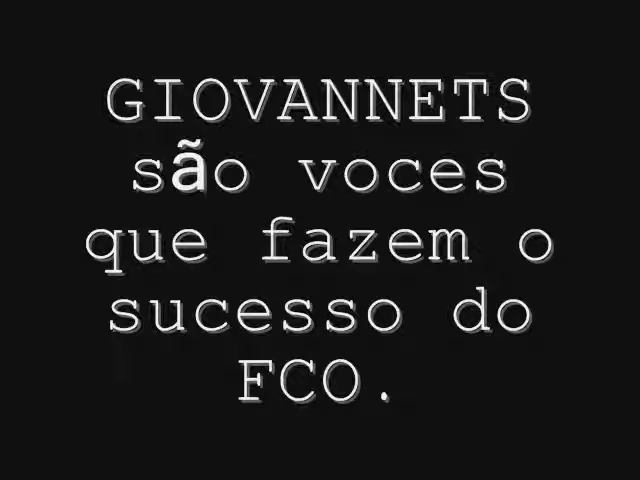 GIOVANNETS
são voces
que fazem o
sucesso do
FCO.